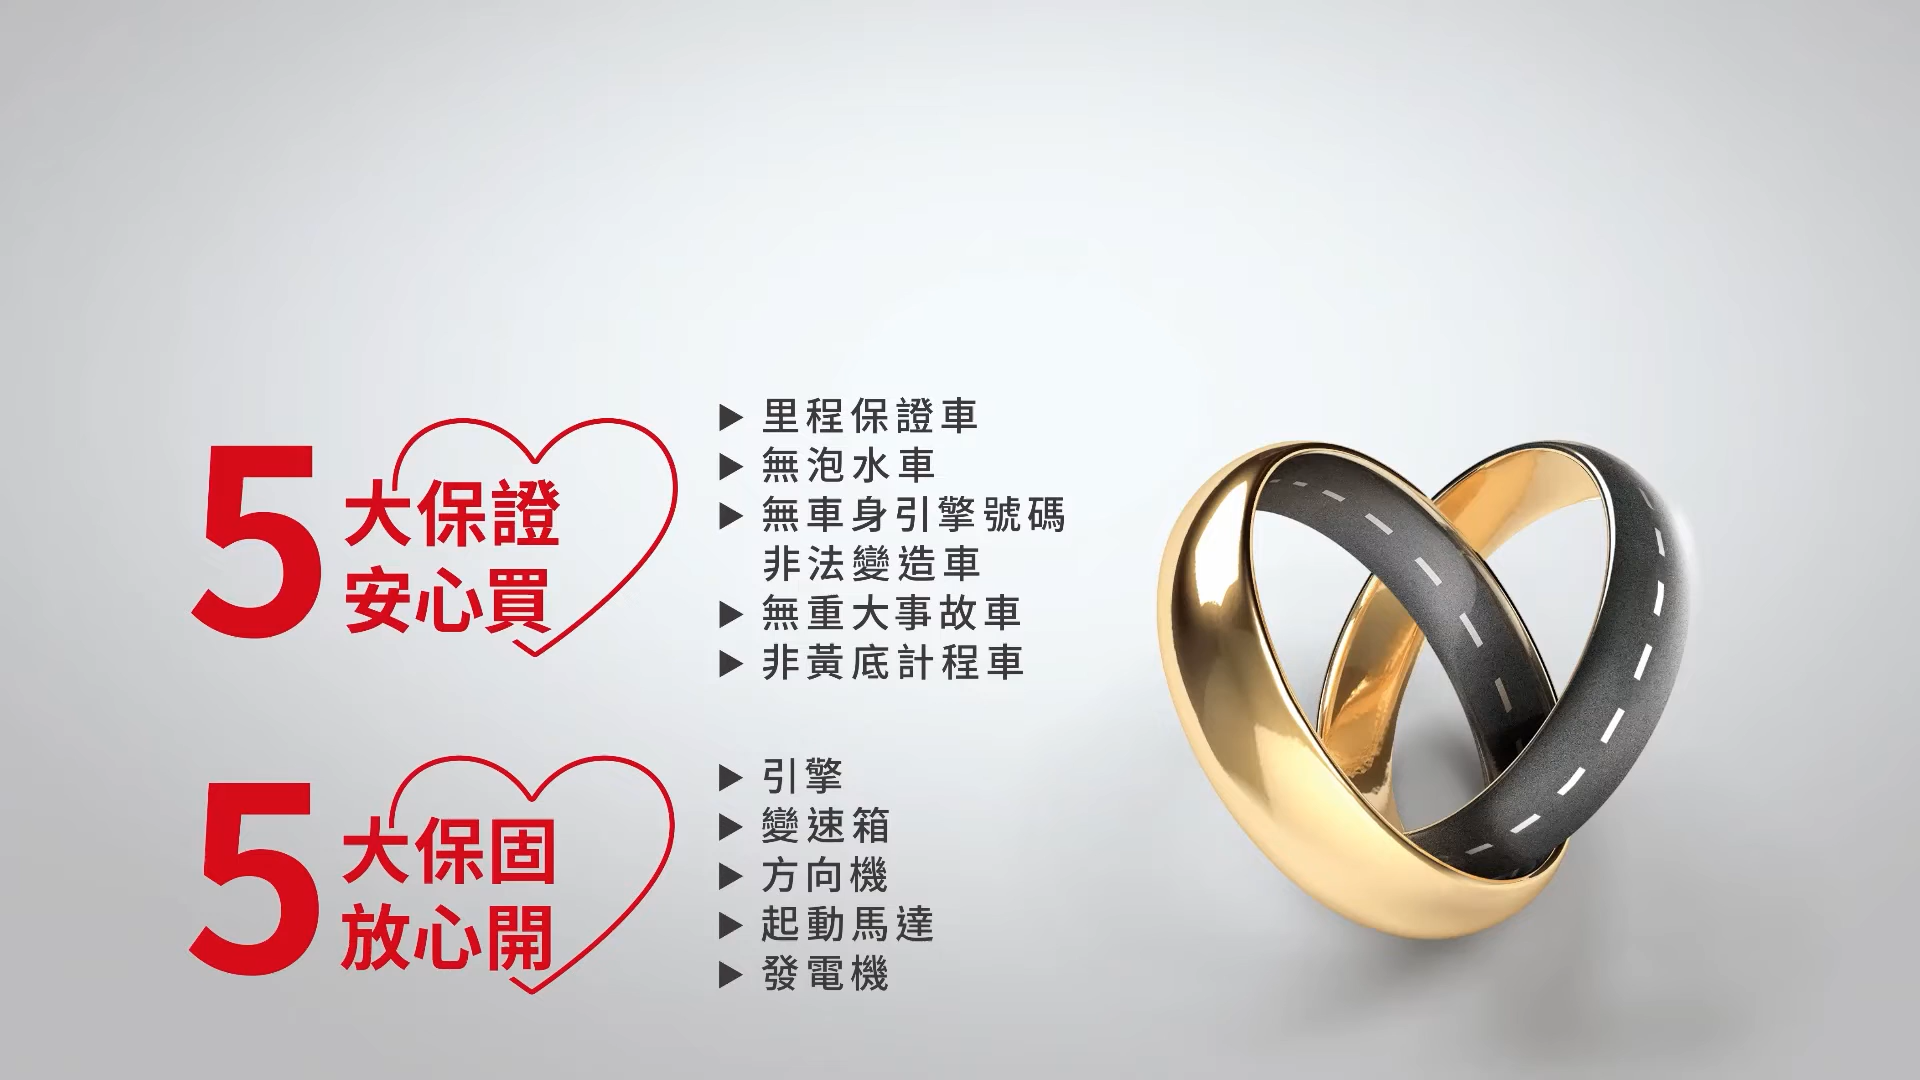 5大保證
安心買
▶ 里程保證車
▶ 無泡水車
▶ 無車身引擎號碼
非法變造車
▶ 無重大事故車
▶ 非黃底計程車
5大保固
放心開
▶ 引擎
▶ 變速箱
▶ 方向機
▶ 起動馬達
▶ 發電機